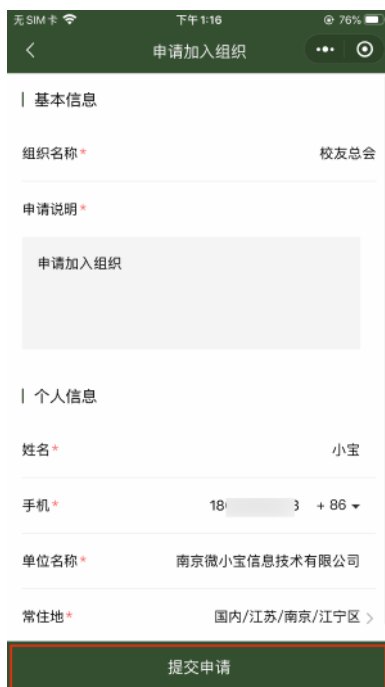 无SIM卡 下午1:16 76%
申请加入组织
基本信息
组织名称* 校友总会
申请说明*
申请加入组织
个人信息
姓名* 小宝
手机* 18 3 +86
单位名称* 南京微小宝信息技术有限公司
常住地* 国内/江苏/南京/江宁区 >
提交申请